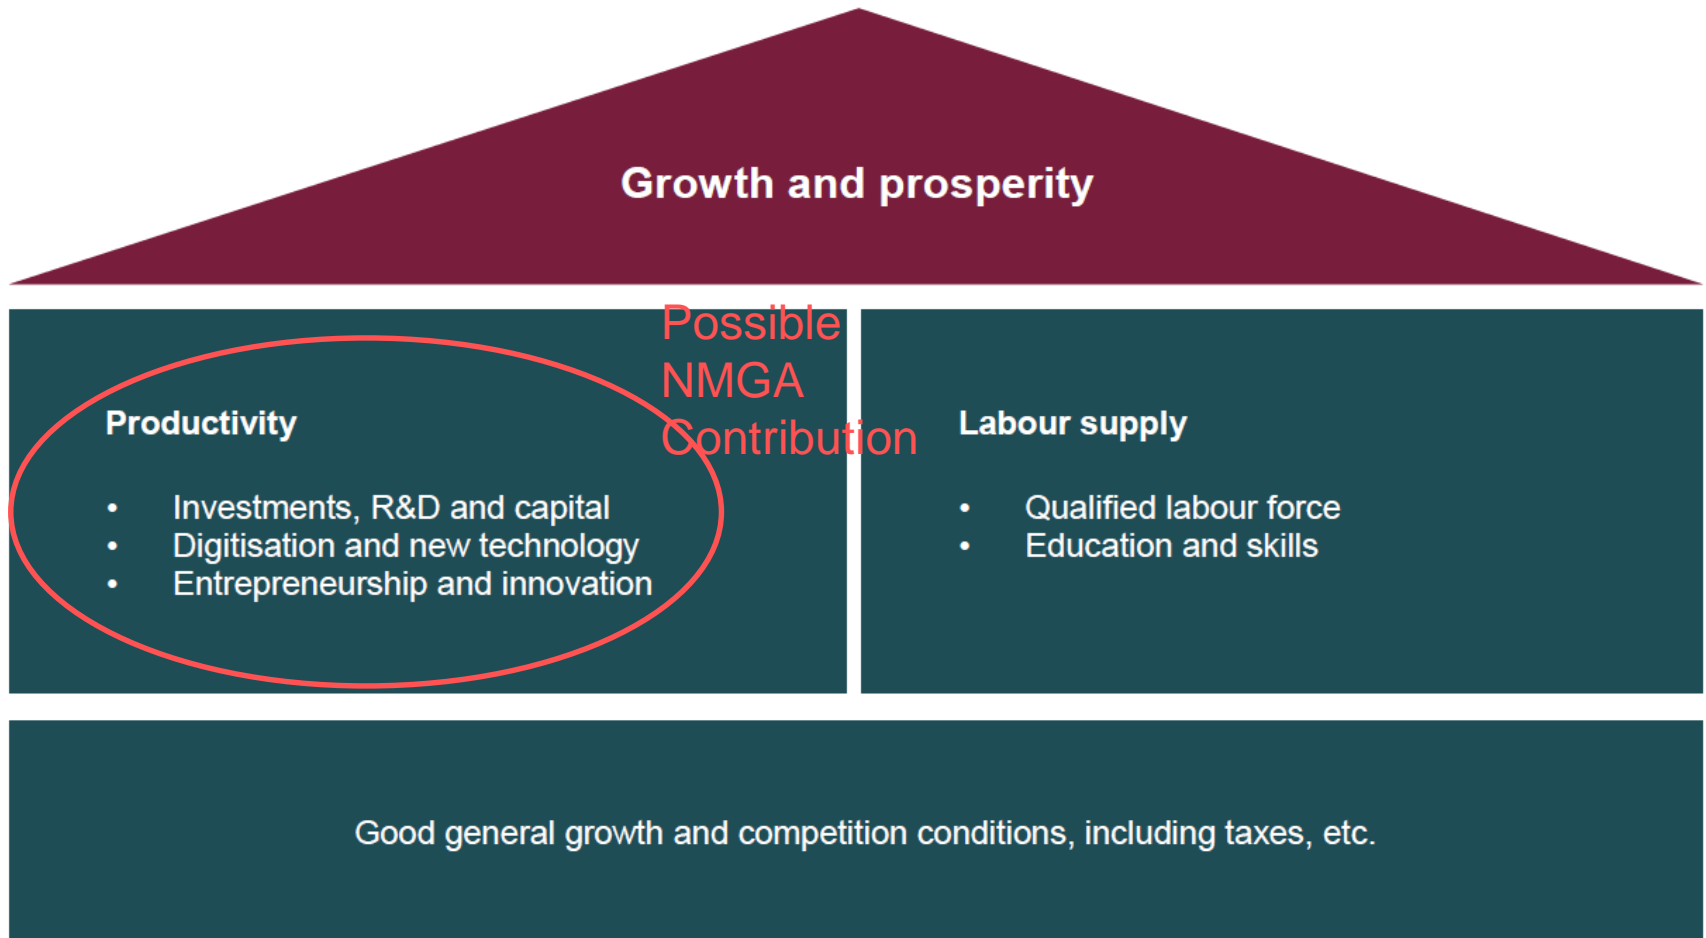 Growth and prosperity
Possible
NMGA
Contribution
Productivity
• Investments, R&D and capital
• Digitisation and new technology
• Entrepreneurship and innovation
Labour supply
• Qualified labour force
• Education and skills
Good general growth and competition conditions, including taxes, etc.